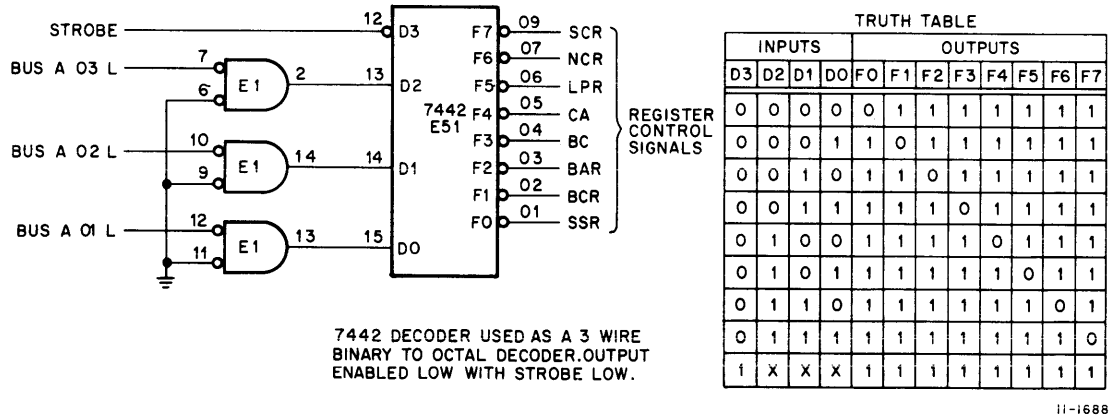 STROBE
12
D3
F7
09
SCR
BUS A 03 L
7
6
E1
2
13
D2
F6
07
NCR
F5
06
LPR
7442
E51
F4
05
CA
BUS A 02 L
10
9
E1
14
14
D1
F3
04
BC
F2
03
BAR
F1
02
BCR
BUS A 01 L
12
11
E1
13
15
D0
F0
01
SSR
REGISTER
CONTROL
SIGNALS
7442 DECODER USED AS A 3 WIRE
BINARY TO OCTAL DECODER.OUTPUT
ENABLED LOW WITH STROBE LOW.
TRUTH TABLE
INPUTS OUTPUTS
D3 D2 D1 D0 F0 F1 F2 F3 F4 F5 F6 F7
0 0 0 0 0 1 1 1 1 1 1 1
0 0 0 1 1 0 1 1 1 1 1 1
0 0 1 0 1 1 0 1 1 1 1 1
0 0 1 1 1 1 1 0 1 1 1 1
0 1 0 0 1 1 1 1 0 1 1 1
0 1 0 1 1 1 1 1 1 0 1 1
0 1 1 0 1 1 1 1 1 1 0 1
0 1 1 1 1 1 1 1 1 1 1 0
1 X X X 1 1 1 1 1 1 1 1
11-1688